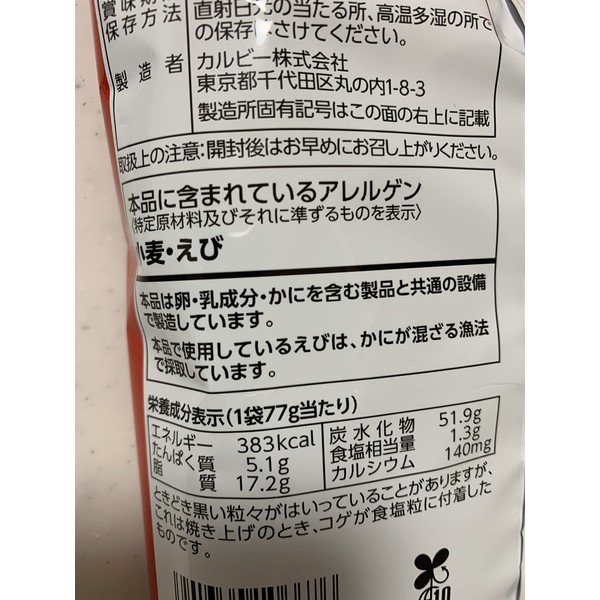 保存方法 直射日光の当たる所、高温多湿の所で
の保存はさけてください。
製造者 カルビー株式会社
東京都千代田区丸の内1-8-3
製造所固有記号はこの面の右上に記載
取扱上の注意:開封後はお早めにお召し上がりください。
本品に含まれているアレルゲン
〈特定原材料及びそれに準ずるものを表示〉
小麦・えび
本品は卵・乳成分・かにを含む製品と共通の設備
で製造しています。
本品で使用しているえびは、かにが混ざる漁法
で採取しています。
栄養成分表示(1袋77g当たり)
エネルギー 383kcal 炭水化物 51.9g
たんぱく質 5.1g 食塩相当量 1.3g
脂質 17.2g カルシウム 140mg
ときどき黒い粒々がはいっていることがありますが、
これは焼き上げのとき、コゲが食塩粒に付着した
ものです。